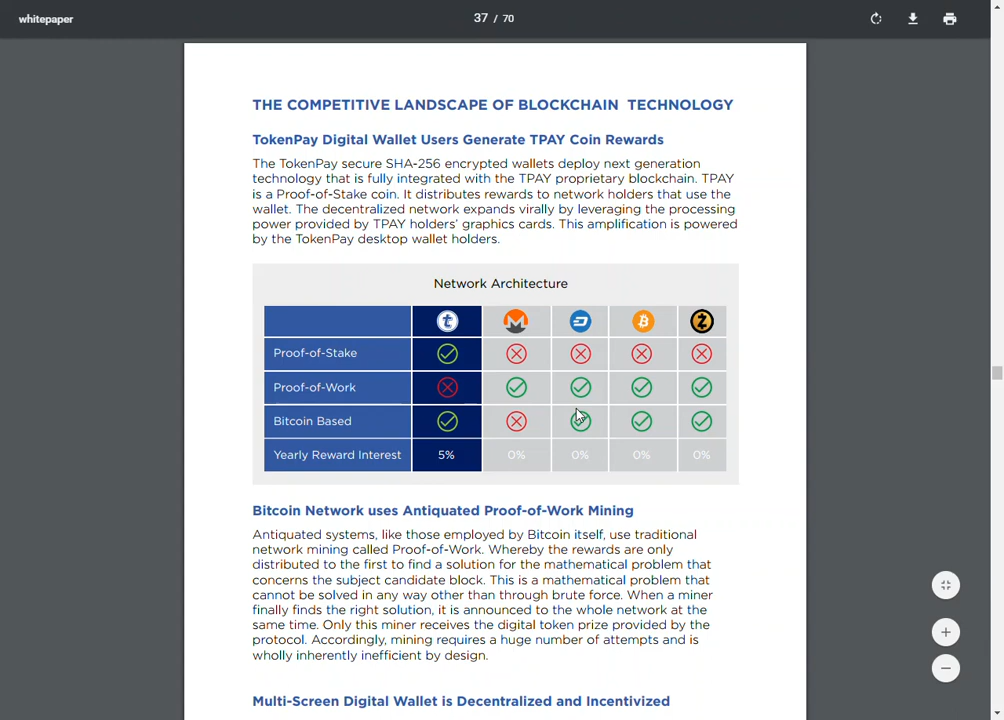 whitepaper
37 / 70
THE COMPETITIVE LANDSCAPE OF BLOCKCHAIN TECHNOLOGY
TokenPay Digital Wallet Users Generate TPAY Coin Rewards
The TokenPay secure SHA-256 encrypted wallets deploy next generation
technology that is fully integrated with the TPAY proprietary blockchain. TPAY
is a Proof-of-Stake coin. It distributes rewards to network holders that use the
wallet. The decentralized network expands virally by leveraging the processing
power provided by TPAY holders' graphics cards. This amplification is powered
by the TokenPay desktop wallet holders.
Network Architecture
Proof-of-Stake
Proof-of-Work
Bitcoin Based
Yearly Reward Interest 5% 0% 0% 0% 0%
Bitcoin Network uses Antiquated Proof-of-Work Mining
Antiquated systems, like those employed by Bitcoin itself, use traditional
network mining called Proof-of-Work. Whereby the rewards are only
distributed to the first to find a solution for the mathematical problem that
concerns the subject candidate block. This is a mathematical problem that
cannot be solved in any way other than through brute force. When a miner
finally finds the right solution, it is announced to the whole network at the
same time. Only this miner receives the digital token prize provided by the
protocol. Accordingly, mining requires a huge number of attempts and is
wholly inherently inefficient by design.
Multi-Screen Digital Wallet is Decentralized and Incentivized